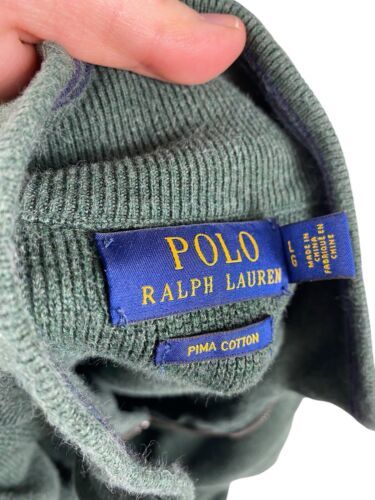 POLO
RALPH LAUREN
PIMA COTTON
L/G
MADE IN
CHINA
FABRIQUÉ EN
CHINE